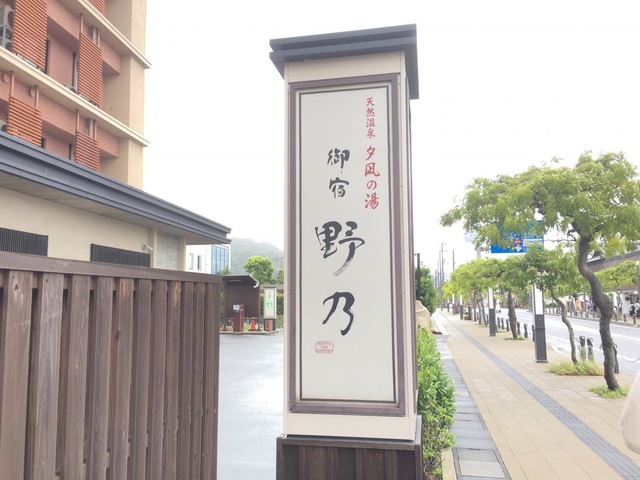 天然温泉 夕凪の湯
御宿
野乃